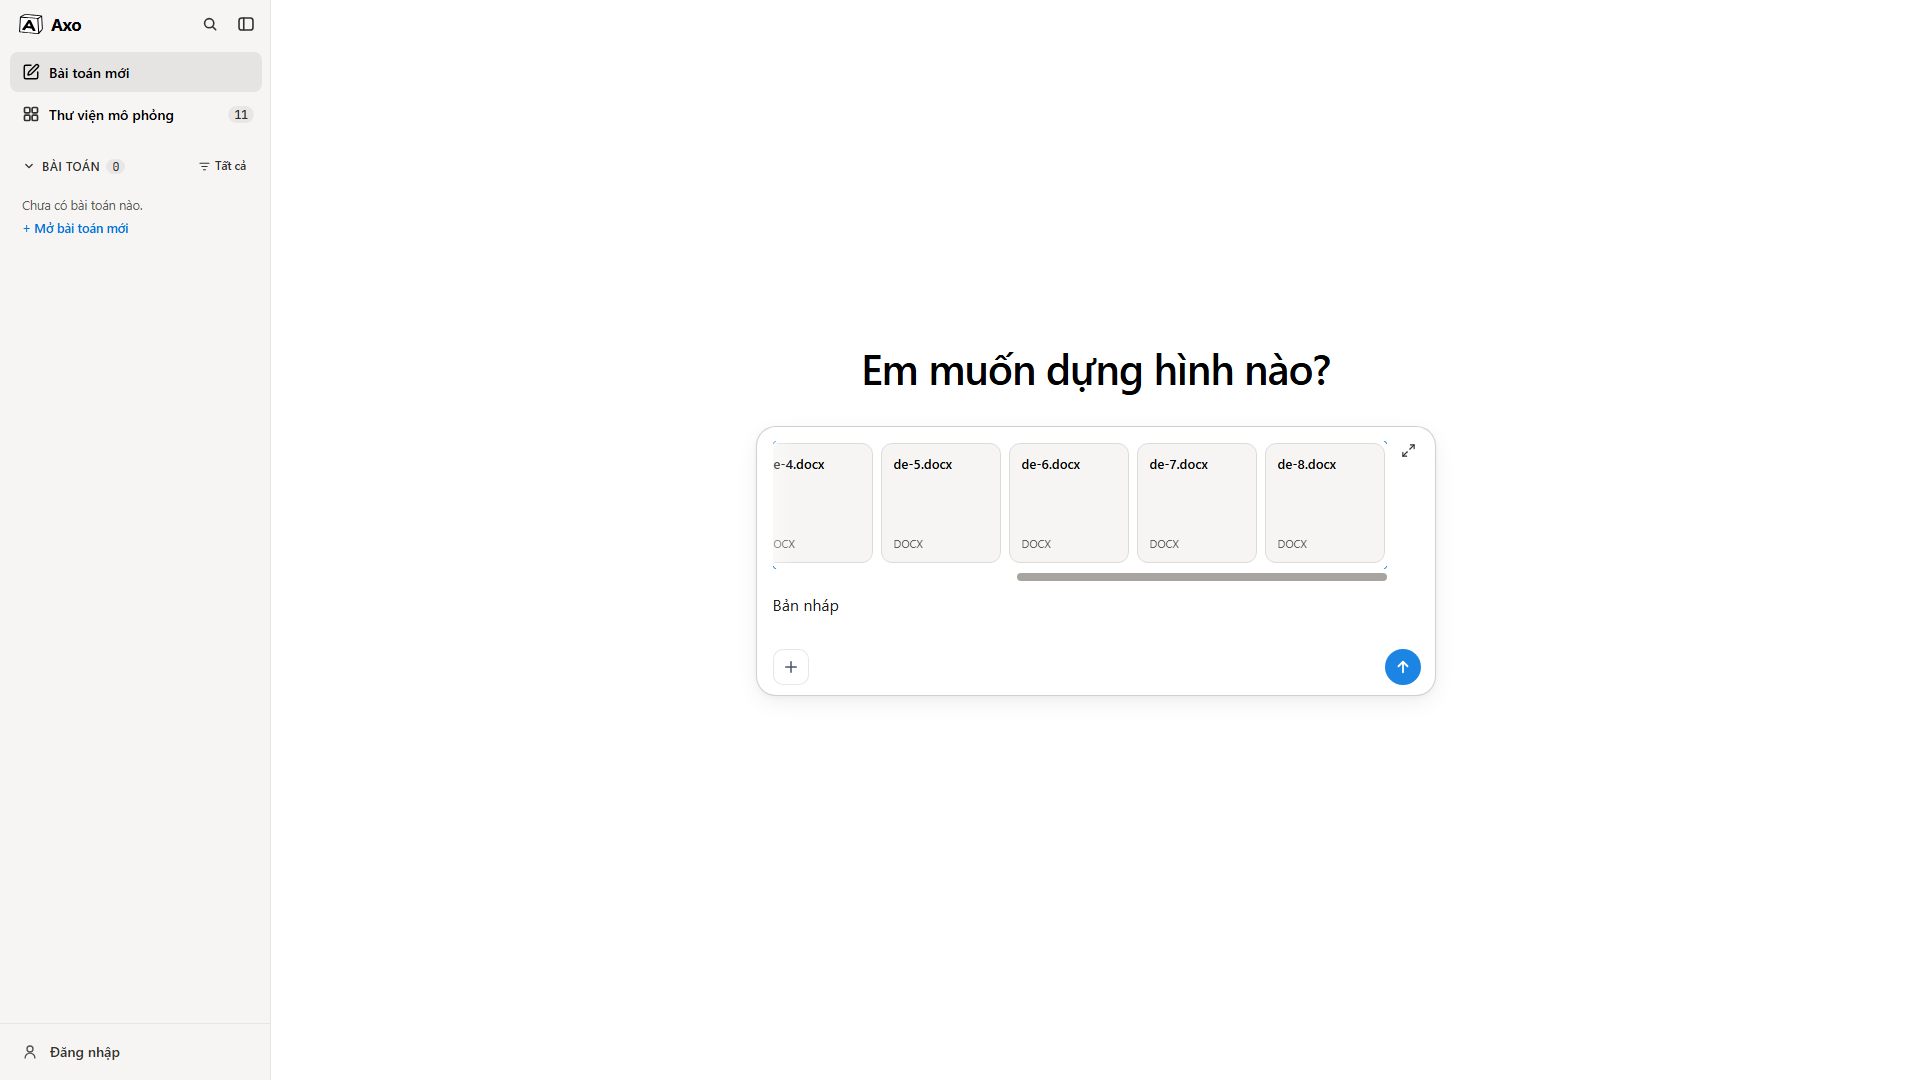 Axo
Bài toán mới
Thư viện mô phỏng 11
BÀI TOÁN 0 Tất cả
Chưa có bài toán nào.
+ Mở bài toán mới
Đăng nhập
Em muốn dựng hình nào?
e-4.docx de-5.docx de-6.docx de-7.docx de-8.docx
OCX DOCX DOCX DOCX DOCX
Bản nháp